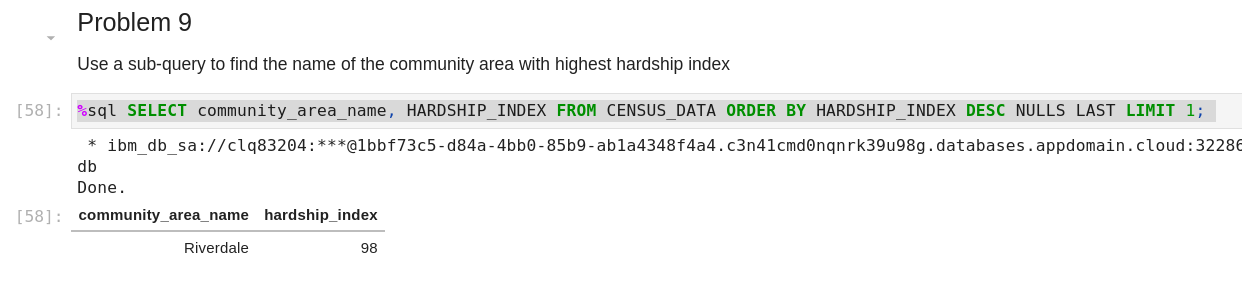 Problem 9
Use a sub-query to find the name of the community area with highest hardship index
[58]: %sql SELECT community_area_name, HARDSHIP_INDEX FROM CENSUS_DATA ORDER BY HARDSHIP_INDEX DESC NULLS LAST LIMIT 1;
* ibm_db_sa://clq83204:***@1bbf73c5-d84a-4bb0-85b9-ab1a4348f4a4.c3n41cmd0nqnrk39u98g.databases.appdomain.cloud:32286
db
Done.
[58]: community_area_name hardship_index
Riverdale 98